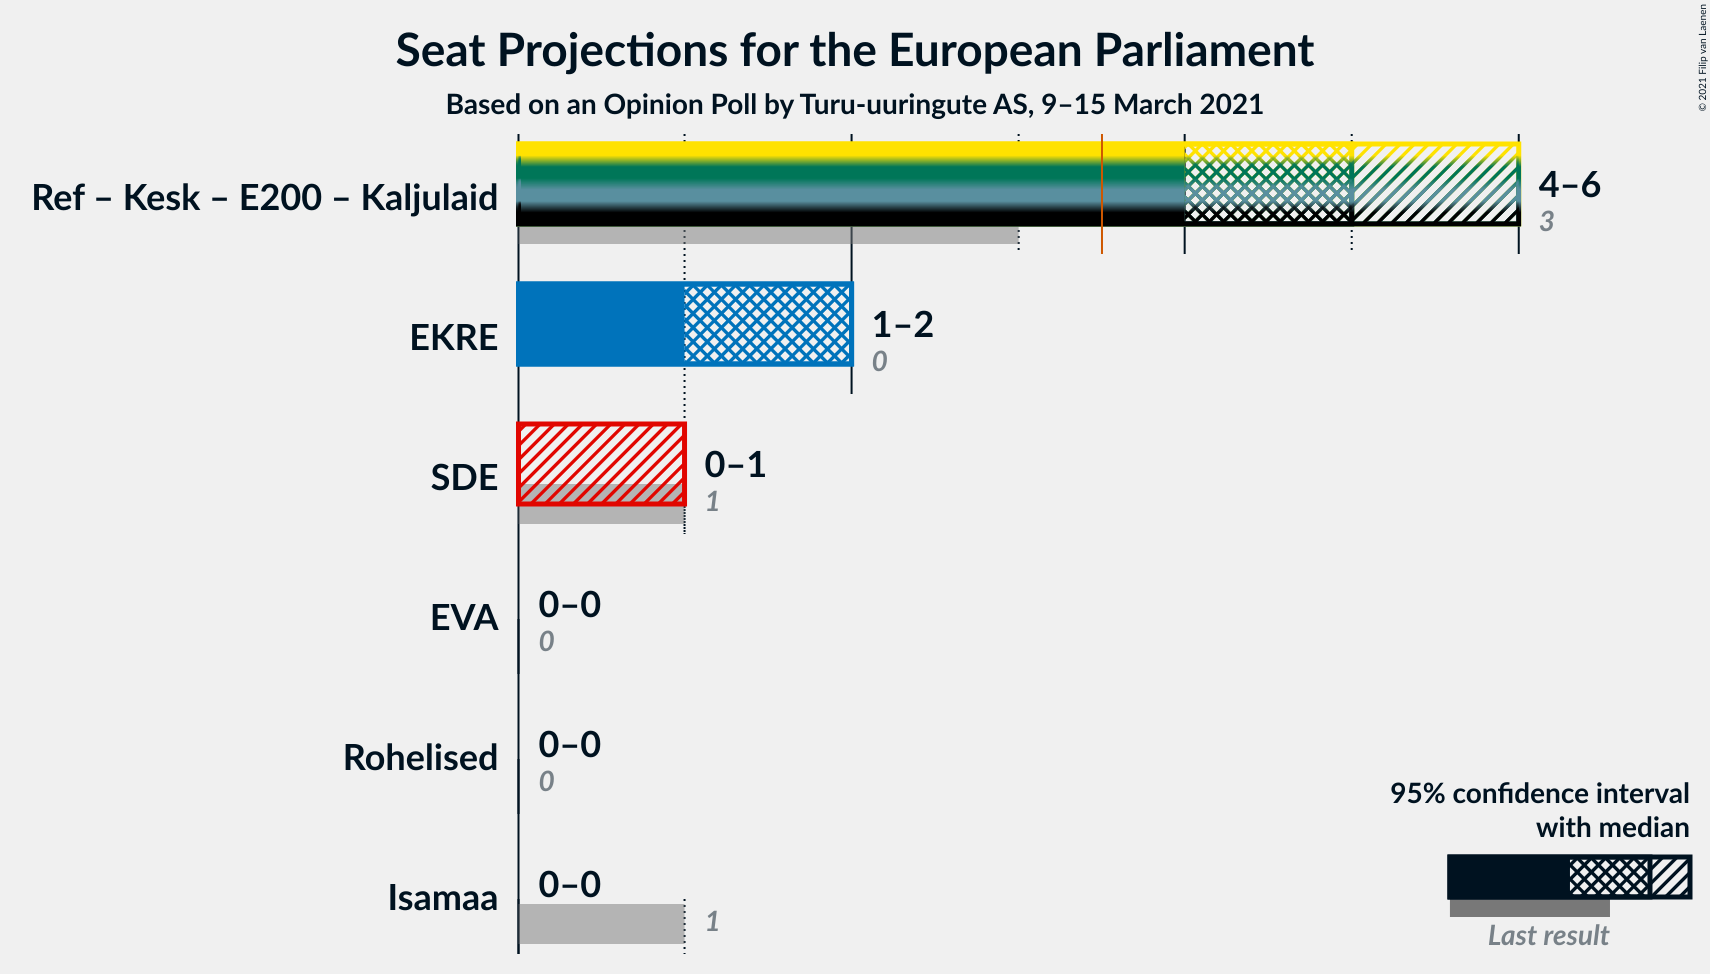 Seat Projections for the European Parliament
Based on an Opinion Poll by Turu-uuringute AS, 9–15 March 2021
© 2021 Filip van Laenen
Ref – Kesk – E200 – Kaljulaid
4–6
3
EKRE
1–2
0
SDE
0–1
1
EVA
0–0
0
Rohelised
0–0
0
Isamaa
0–0
1
95% confidence interval
with median
Last result